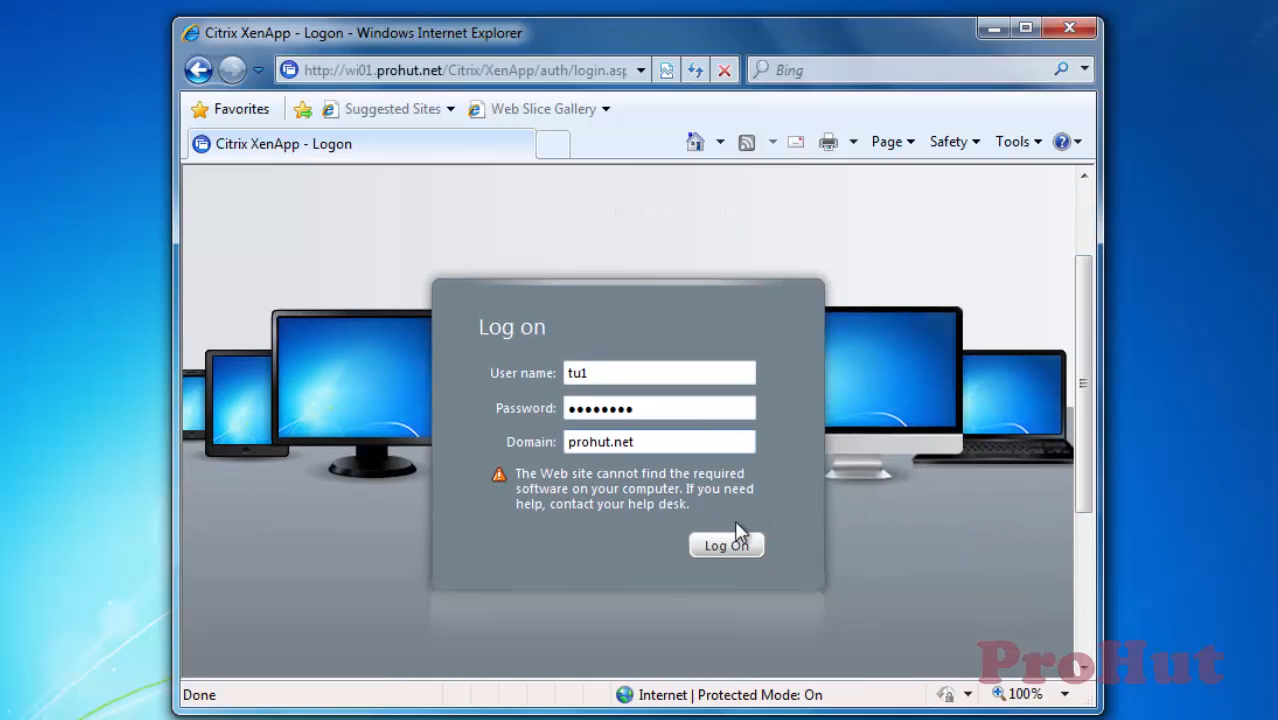 Citrix XenApp - Logon - Windows Internet Explorer
http://wi01.prohut.net/Citrix/XenApp/auth/login.asp
Bing
Favorites
Suggested Sites
Web Slice Gallery
Citrix XenApp - Logon
Page
Safety
Tools
Log on
User name: tu1
Password: ●●●●●●●●
Domain: prohut.net
The Web site cannot find the required
software on your computer. If you need
help, contact your help desk.
Log On
ProHut
Done
Internet | Protected Mode: On
100%